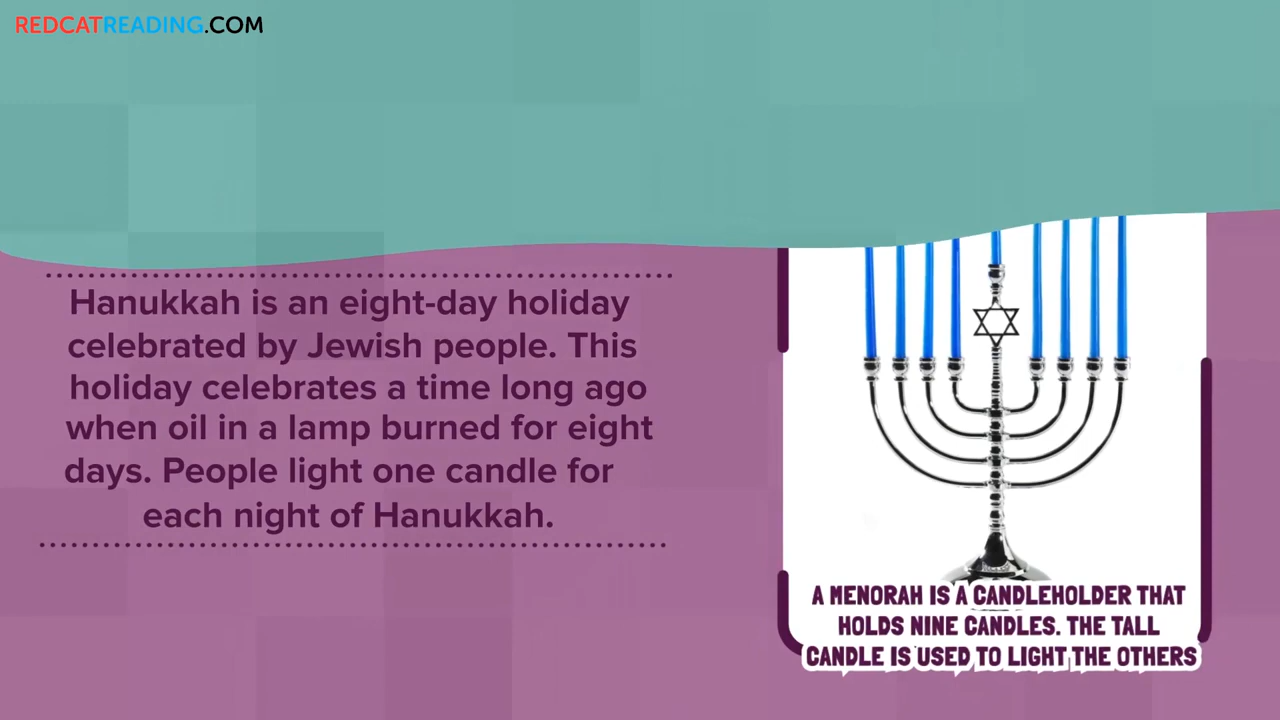 REDCATREADING.COM
Hanukkah is an eight-day holiday
celebrated by Jewish people. This
holiday celebrates a time long ago
when oil in a lamp burned for eight
days. People light one candle for
each night of Hanukkah.
A MENORAH IS A CANDLEHOLDER THAT
HOLDS NINE CANDLES. THE TALL
CANDLE IS USED TO LIGHT THE OTHERS